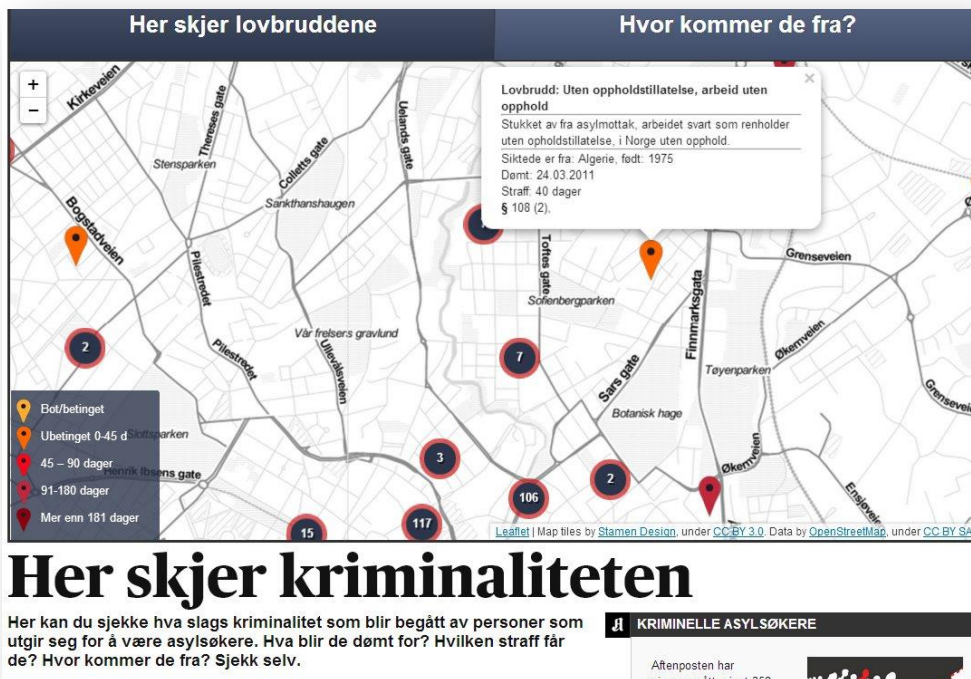 Her skjer lovbruddene
Hvor kommer de fra?
+
−
Kirkeveien
Thereses gate
Stensparken
Colletts gate
Uelands gate
Sankthanshaugen
Bogstadveien
Pilestredet
Vår frelsers gravlund
Pilestredet
Ullevålsveien
Slottsparken
Henrik Ibsens gate
Toftes gate
Sofienbergparken
Sars gate
Finnmarksgata
Grenseveien
Økernveien
Tøyenparken
Botanisk hage
Grenseveien
Økernveien
Ensjøveien
Lovbrudd: Uten oppholdstillatelse, arbeid uten
opphold
Stukket av fra asylmottak, arbeidet svart som renholder
uten opholdstillatelse, i Norge uten opphold.
Siktede er fra: Algerie, født: 1975
Dømt: 24.03.2011
Straff: 40 dager
§ 108 (2),
×
2
7
3
2
106
117
15
Bot/betinget
Ubetinget 0-45 d
45 – 90 dager
91-180 dager
Mer enn 181 dager
Leaflet | Map tiles by Stamen Design, under CC BY 3.0. Data by OpenStreetMap, under CC BY SA
Her skjer kriminaliteten
Her kan du sjekke hva slags kriminalitet som blir begått av personer som
utgir seg for å være asylsøkere. Hva blir de dømt for? Hvilken straff får
de? Hvor kommer de fra? Sjekk selv.
A KRIMINELLE ASYLSØKERE
Aftenposten har